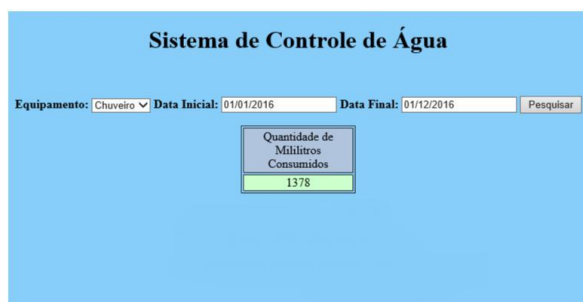 Sistema de Controle de Água
Equipamento: Chuveiro Data Inicial: 01/01/2016 Data Final: 01/12/2016 Pesquisar
Quantidade de
Mililitros
Consumidos
1378